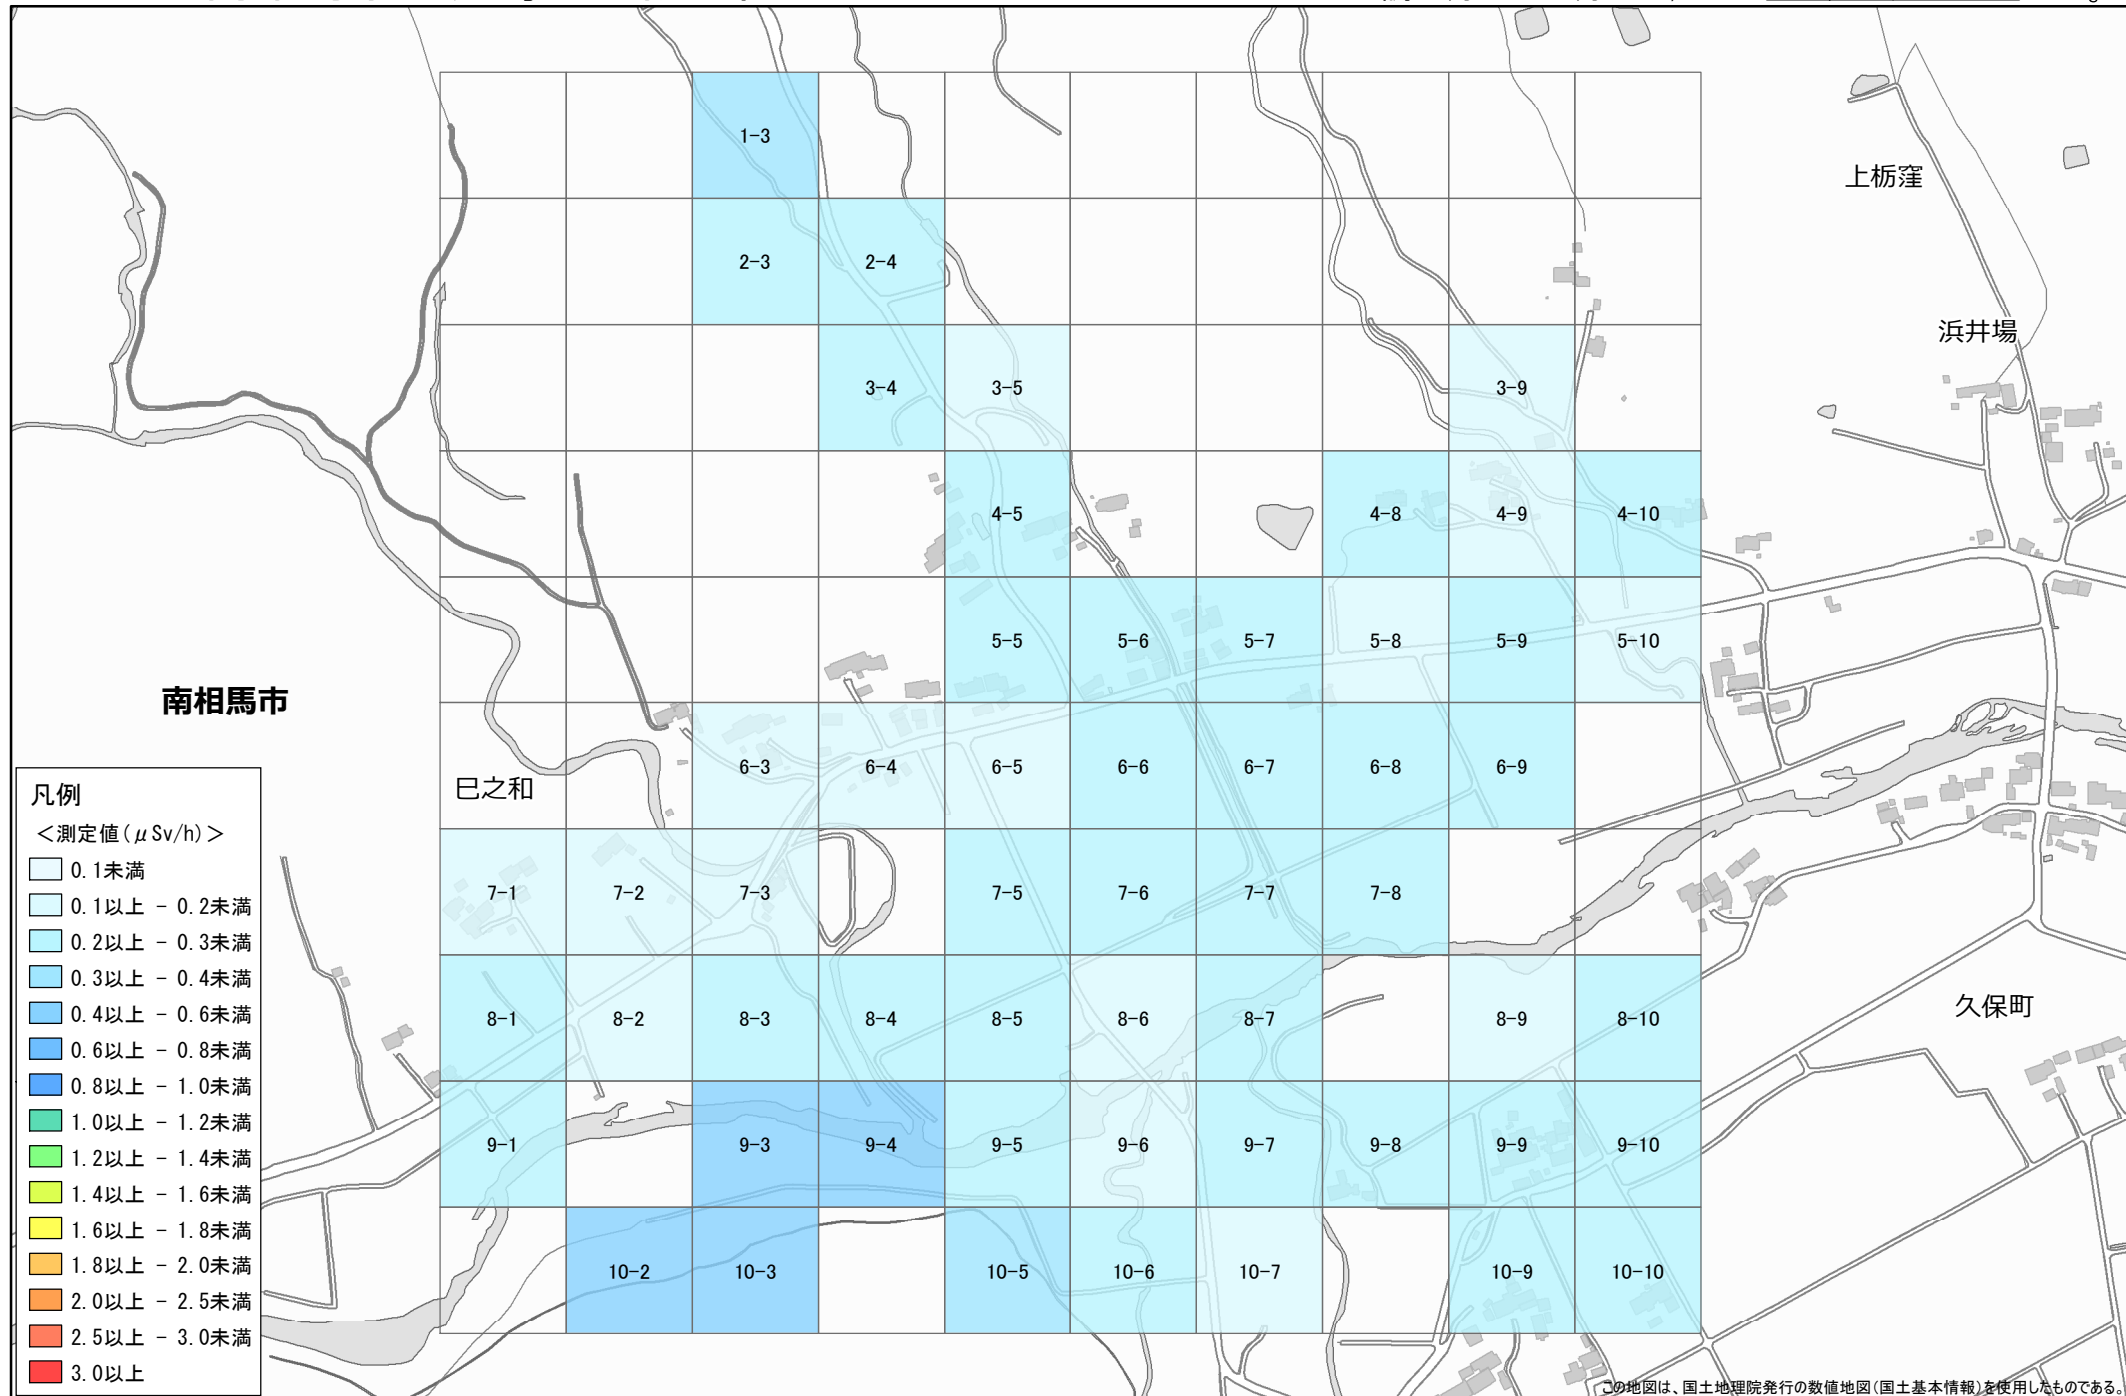 1-3
上栃窪
2-3 2-4
浜井場
3-4 3-5 3-9
4-5 4-8 4-9 4-10
5-5 5-6 5-7 5-8 5-9 5-10
南相馬市
6-3 6-4 6-5 6-6 6-7 6-8 6-9
巳之和
7-1 7-2 7-3 7-5 7-6 7-7 7-8
8-1 8-2 8-3 8-4 8-5 8-6 8-7 8-9 8-10
久保町
9-1 9-3 9-4 9-5 9-6 9-7 9-8 9-9 9-10
10-2 10-3 10-5 10-6 10-7 10-9 10-10
凡例
＜測定値(μSv/h)＞
0.1未満
0.1以上 - 0.2未満
0.2以上 - 0.3未満
0.3以上 - 0.4未満
0.4以上 - 0.6未満
0.6以上 - 0.8未満
0.8以上 - 1.0未満
1.0以上 - 1.2未満
1.2以上 - 1.4未満
1.4以上 - 1.6未満
1.6以上 - 1.8未満
1.8以上 - 2.0未満
2.0以上 - 2.5未満
2.5以上 - 3.0未満
3.0以上
この地図は、国土地理院発行の数値地図(国土基本情報)を使用したものである。